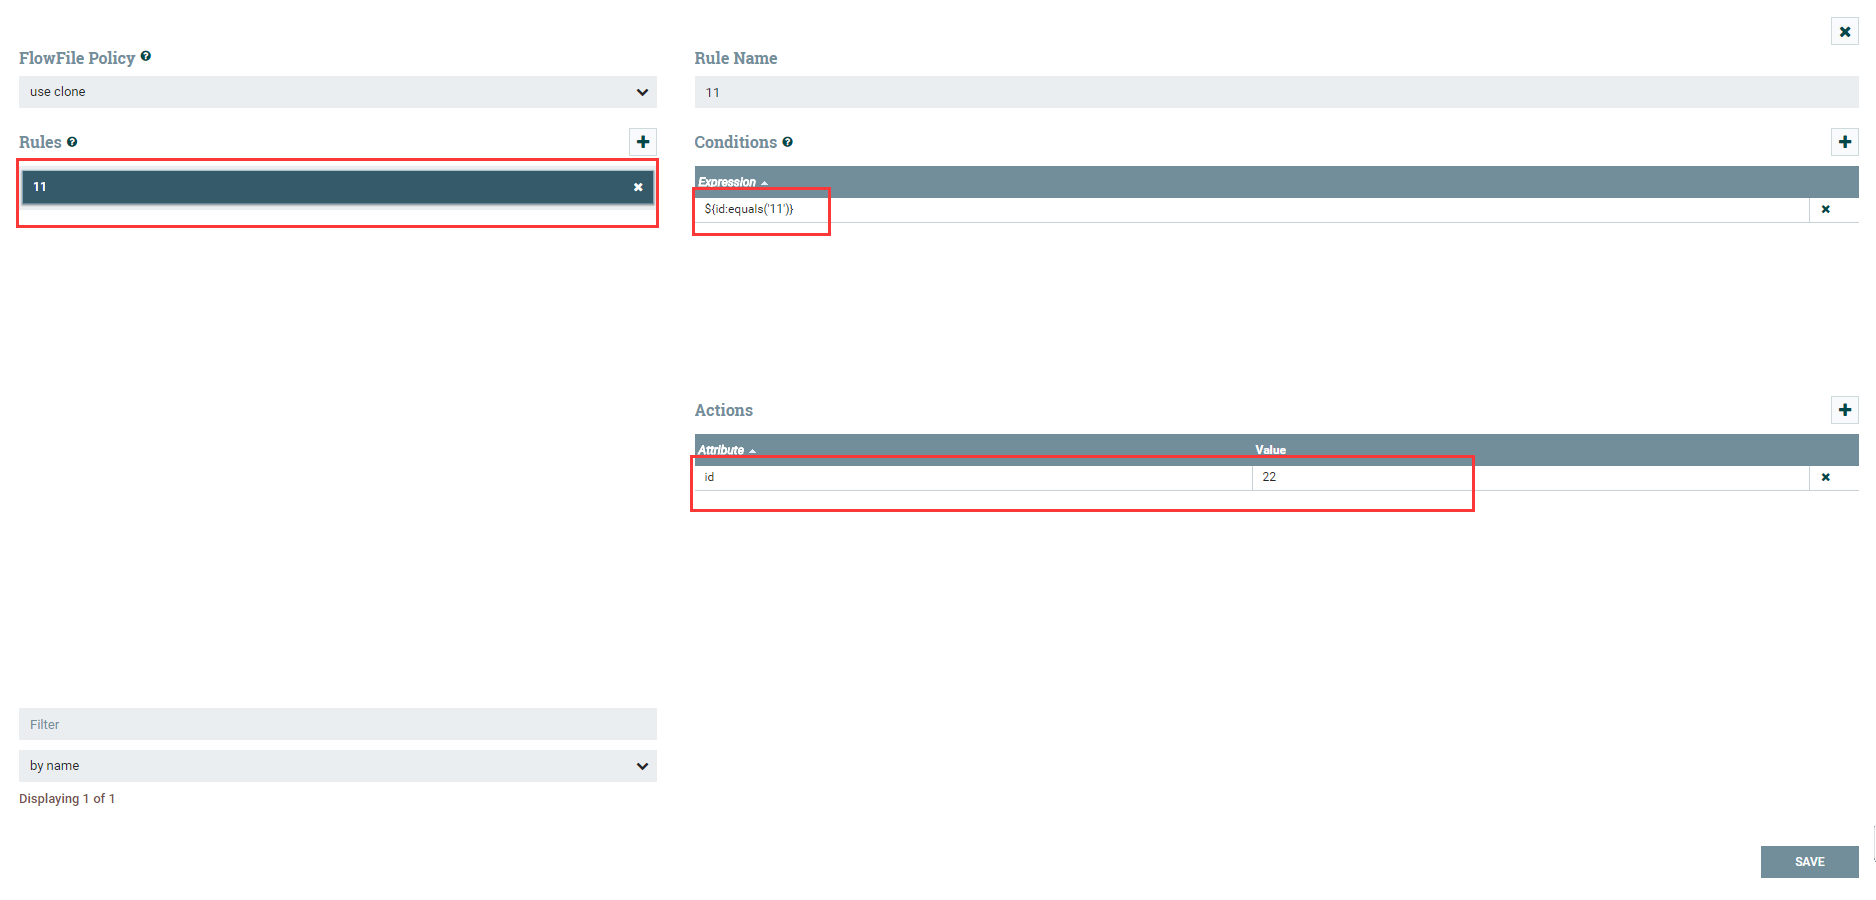 FlowFile Policy
use clone
Rules
11
Filter
by name
Displaying 1 of 1
Rule Name
11
Conditions
Expression
${id:equals('11')}
Actions
Attribute Value
id 22
SAVE